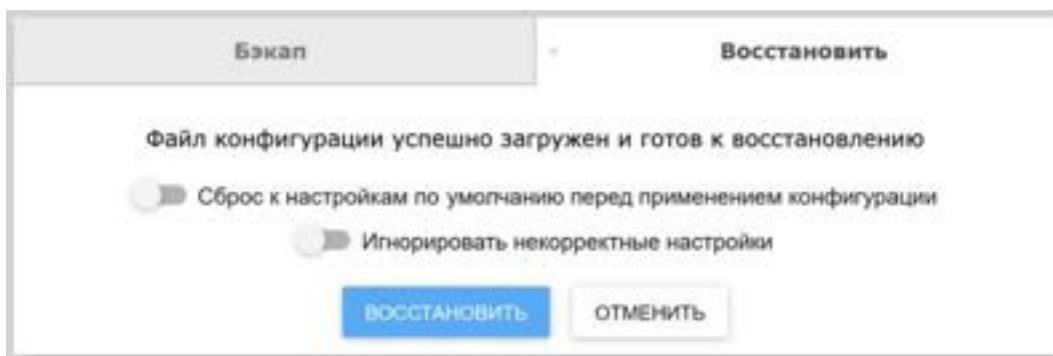 Бэкап
Восстановить
Файл конфигурации успешно загружен и готов к восстановлению
Сброс к настройкам по умолчанию перед применением конфигурации
Игнорировать некорректные настройки
ВОССТАНОВИТЬ
ОТМЕНИТЬ